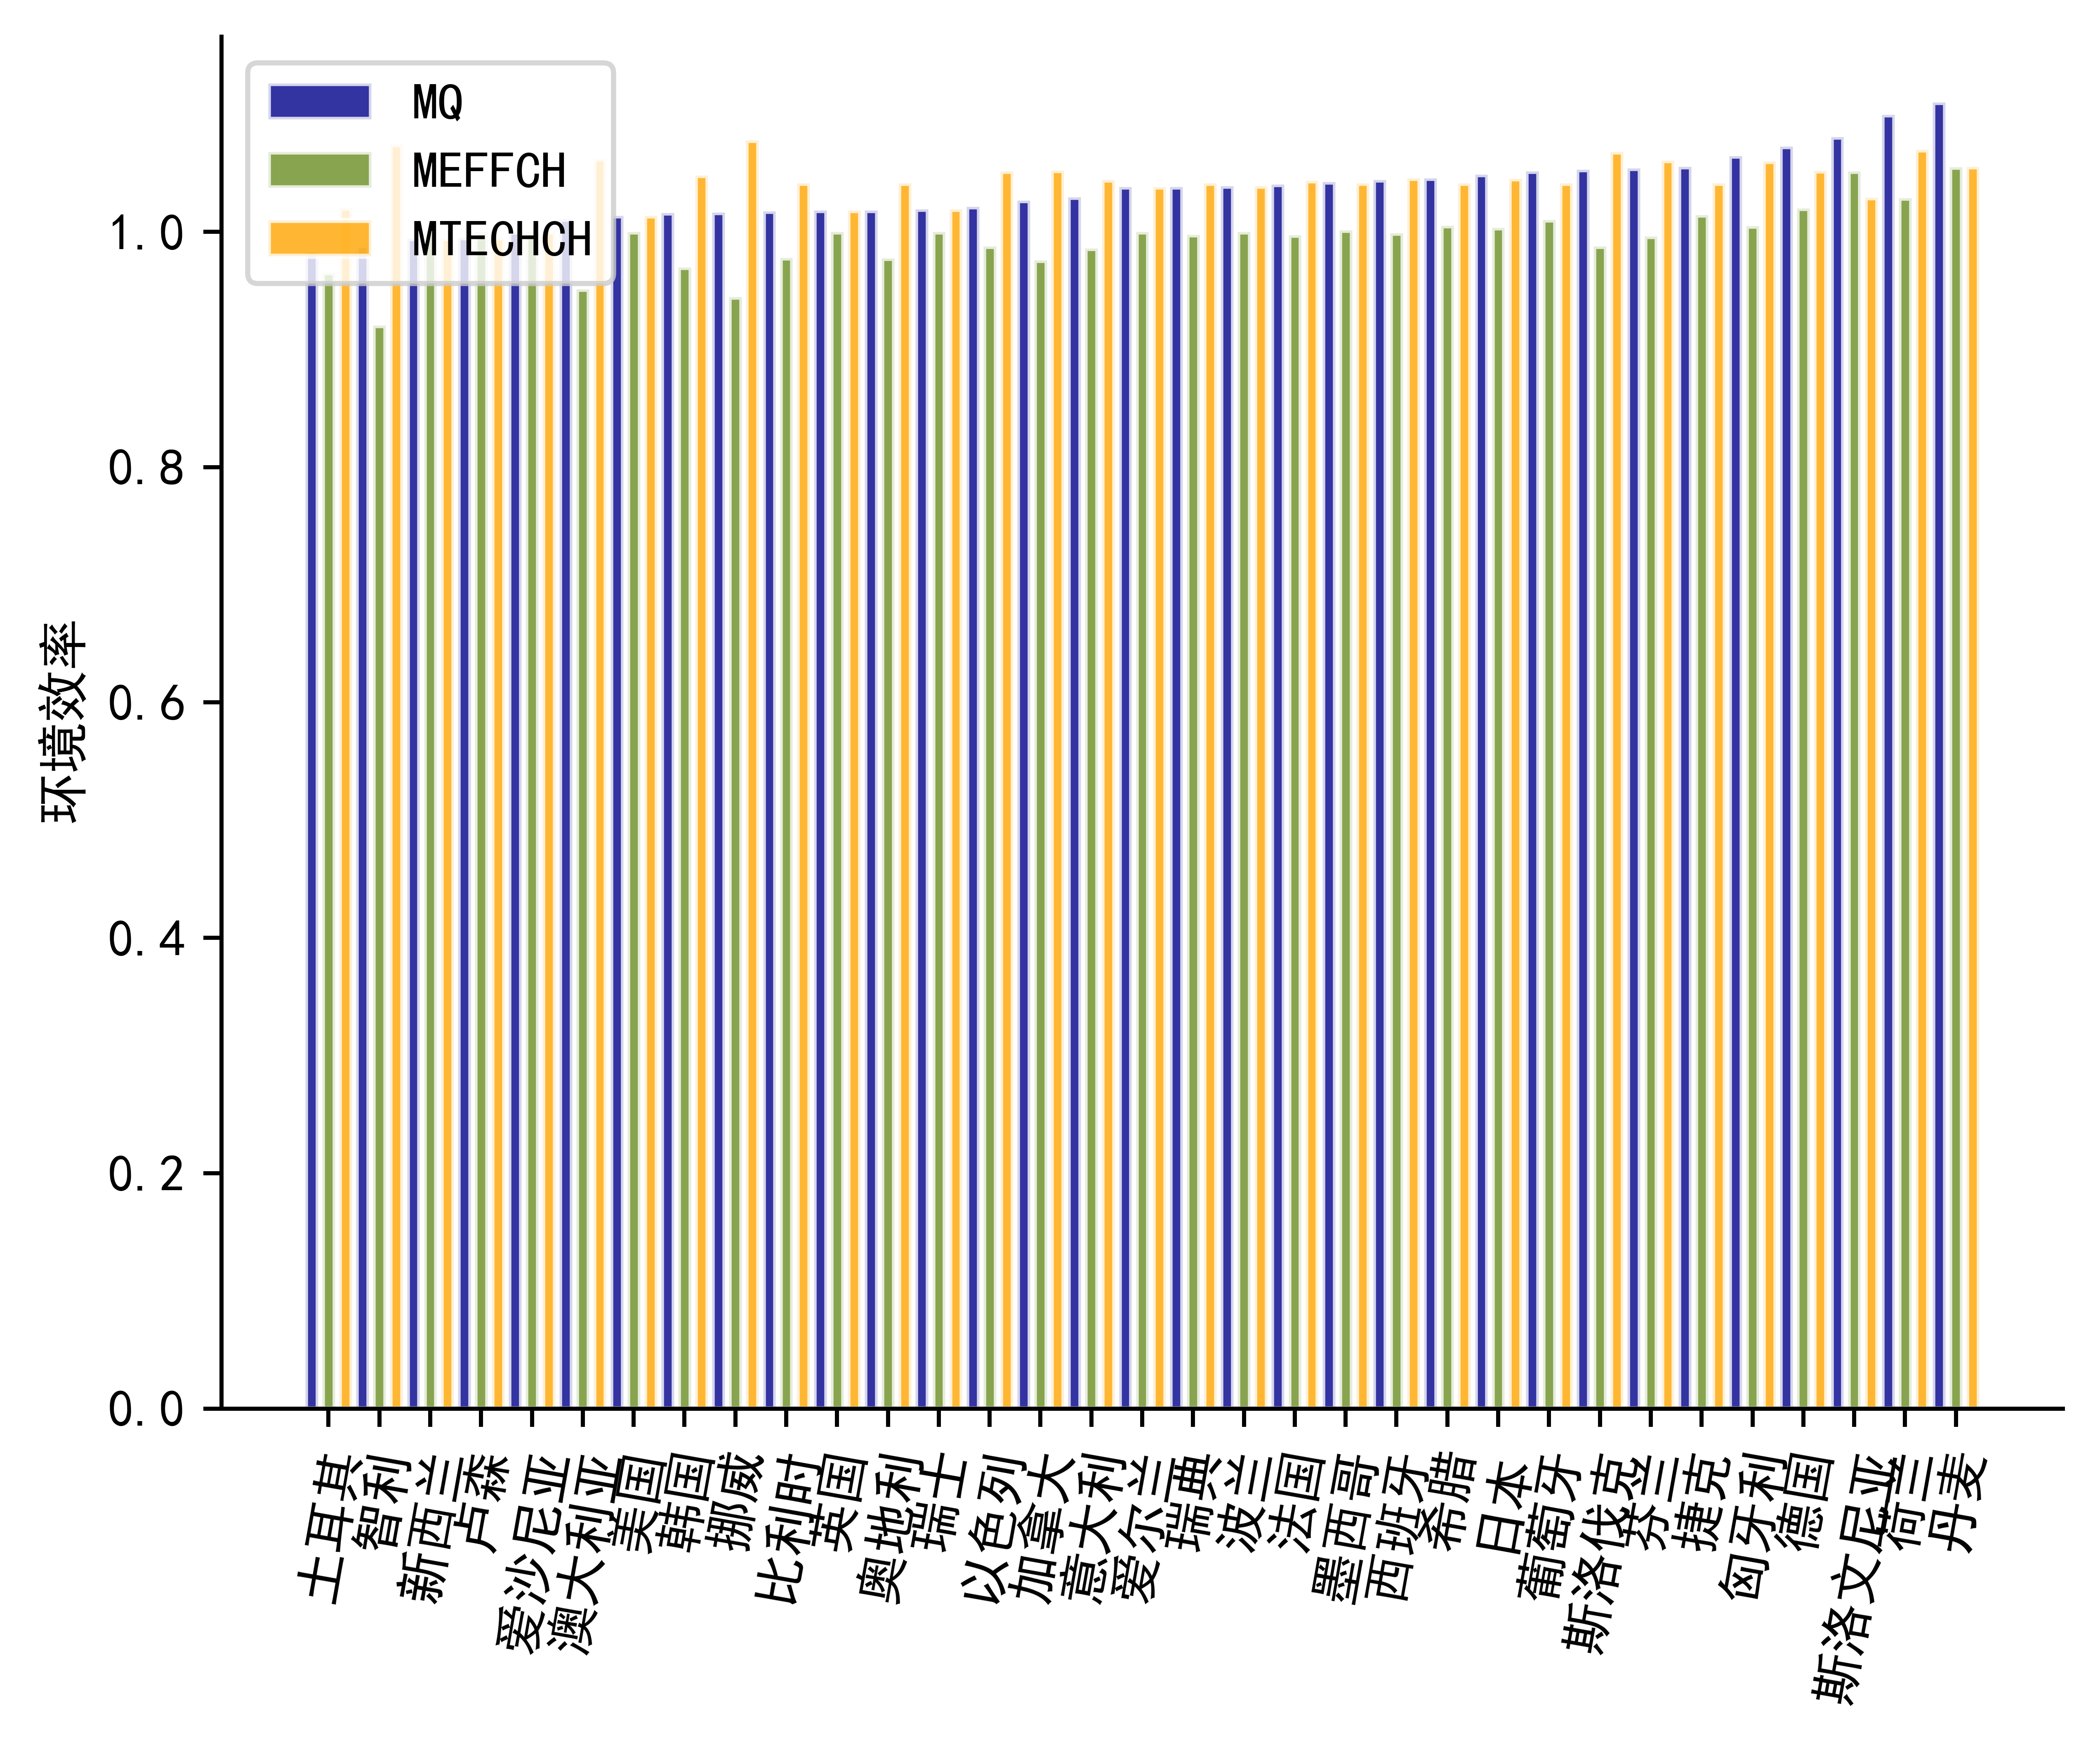 MQ
MEFFCH
MTECHCH
环境效率
1.0
0.8
0.6
0.4
0.2
0.0
土耳其
智利
新西兰
卢森
爱沙尼亚
澳大利亚
美国
韩国
挪威
比利时
英国
奥地利
瑞士
以色列
加拿大
意大利
爱尔兰
瑞典
波兰
法国
墨西哥
西班牙
希腊
日本
葡萄牙
斯洛伐克
芬兰
捷克
匈牙利
德国
斯洛文尼亚
荷兰
丹麦